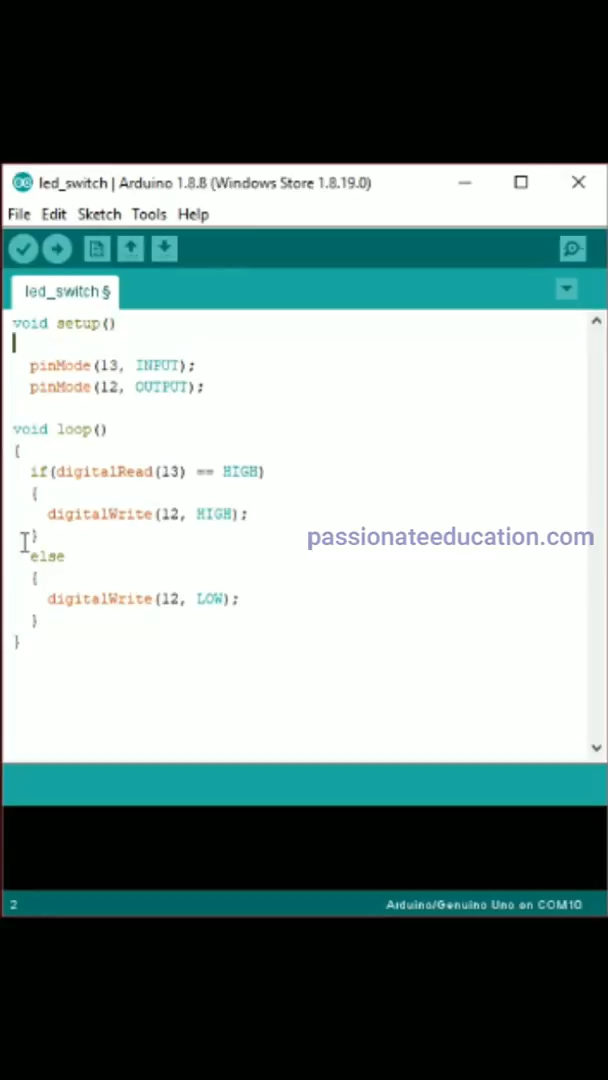 led_switch | Arduino 1.8.8 (Windows Store 1.8.19.0)
File Edit Sketch Tools Help
led_switch §
void setup()
pinMode(13, INPUT);
pinMode(12, OUTPUT);
void loop()
{
if(digitalRead(13) == HIGH)
{
digitalWrite(12, HIGH);
}
passionateeducation.com
else
{
digitalWrite(12, LOW);
}
}
2
Arduino/Genuino Uno on COM10